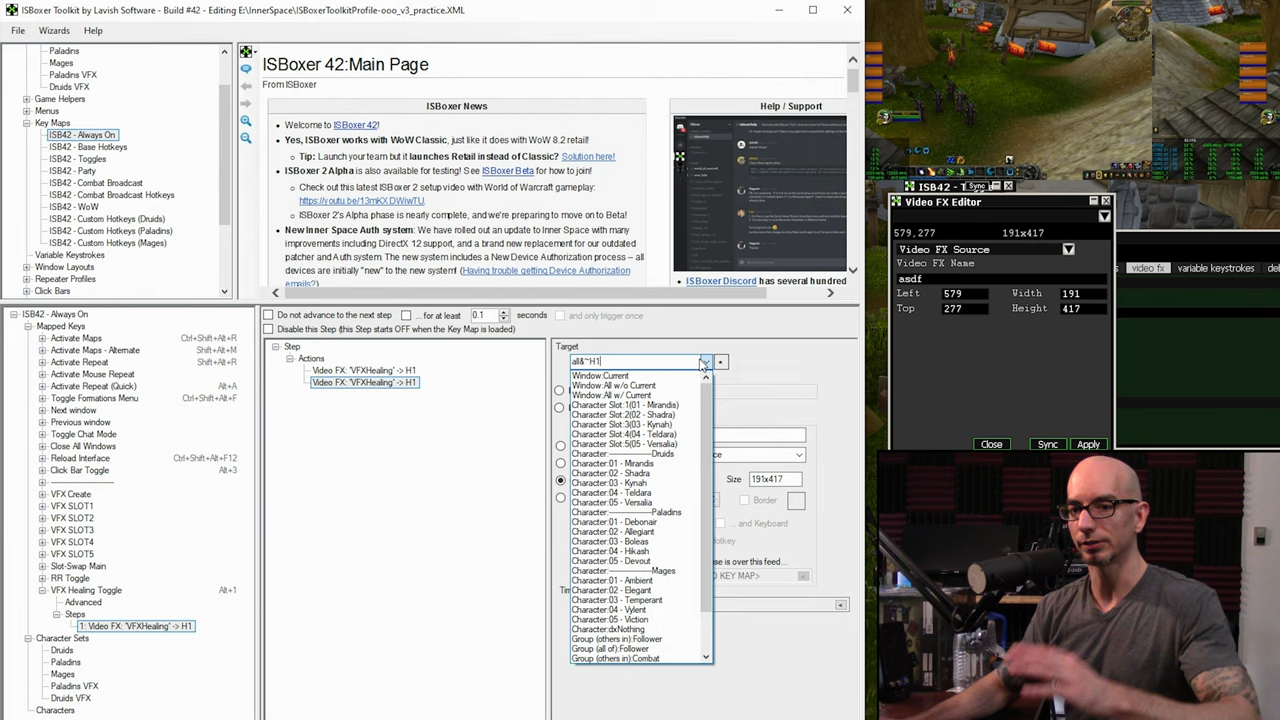 ISBoxer Toolkit by Lavish Software - Build #42 - Editing E:\InnerSpace\ISBoxerToolkitProfile-ooo_v3_practice.XML
File Wizards Help
Paladins
Mages
Paladins VFX
Druids VFX
Game Helpers
Menus
Key Maps
ISB42 - Always On
ISB42 - Base Hotkeys
ISB42 - Toggles
ISB42 - Party
ISB42 - Combat Broadcast
ISB42 - Custom Hotkeys
ISB42 - WoW
ISB42 - Custom Hotkeys (Druids)
ISB42 - Custom Hotkeys (Paladins)
ISB42 - Custom Hotkeys (Mages)
Variable Keystrokes
Window Layouts
Repeater Profiles
Click Bars
ISBoxer 42:Main Page
From ISBoxer
ISBoxer News
Welcome to ISBoxer 42!
Yes, ISBoxer works with WoW Classic, just like it does with WoW 8.2 retail!
Tip: Launch your team but it launches Retail instead of Classic? Solution here!
ISBoxer 2 Alpha is also available for testing! See ISBoxer Beta for how to join!
Check out this latest ISBoxer 2 setup video with World of Warcraft gameplay:
https://youtu.be/13mKXDWiwTU.
ISBoxer 2's Alpha phase is nearly complete, and we're preparing to move on to Beta!
New Inner Space Auth system: We have rolled out an update to Inner Space with many
improvements including DirectX 12 support, and a brand new replacement for our outdated
patcher and Auth system. The new system includes a New Device Authorization process -- all
devices are initially "new" to the new system! (Having trouble getting Device Authorization
emails?)
Help / Support
ISBoxer Discord has several hundred
ISB42 - Always On
Mapped Keys
Activate Maps Ctrl+Shift+Alt+M
Activate Maps - Alternate Shift+Alt+M
Activate Repeat Shift+Alt+R
Activate Mouse Repeat
Activate Repeat (Quick) Alt+A
Toggle Formations Menu Ctrl+Shift+Alt+F
Next window
Previous window
Toggle Chat Mode
Close All Windows
Reload Interface Ctrl+Shift+Alt+F12
Click Bar Toggle Alt+3
VFX Create
VFX SLOT1
VFX SLOT2
VFX SLOT3
VFX SLOT4
VFX SLOT5
Slot-Swap Main
RR Toggle
VFX Healing Toggle Alt+1
Advanced
Steps
1: Video FX: 'VFXHealing' -> H1
Character Sets
Druids
Paladins
Mages
Paladins VFX
Druids VFX
Characters
Do not advance to the next step ... for at least 0.1 seconds and only trigger once
Disable this Step (this Step starts OFF when the Key Map is loaded)
Step
Actions
Video FX: 'VFXHealing' -> H1
Video FX: 'VFXHealing' -> H1
Target
all&~H1
Window:Current
Window:All w/o Current
Window:All w/ Current
Character Slot:1(01 - Mirandis)
Character Slot:2(02 - Shadra)
Character Slot:3(03 - Kynah)
Character Slot:4(04 - Teldara)
Character Slot:5(05 - Versalia)
Character:---------------Druids
Character:01 - Mirandis
Character:02 - Shadra
Character:03 - Kynah
Character:04 - Teldara
Character:05 - Versalia
Character:---------------Paladins
Character:01 - Debonair
Character:02 - Allegiant
Character:03 - Boleas
Character:04 - Hikash
Character:05 - Devout
Character:---------------Mages
Character:01 - Ambient
Character:02 - Elegant
Character:03 - Temperant
Character:04 - Vylent
Character:05 - Viction
Character:dxNothing
Group (others in):Follower
Group (all of):Follower
Group (others in):Combat
Size 191x417
Border
... and Keyboard
Sync
Video FX Editor
579,277 191x417
Video FX Source
Video FX Name
asdf
Left 579 Width 191
Top 277 Height 417
Close Sync Apply
video fx variable keystrokes